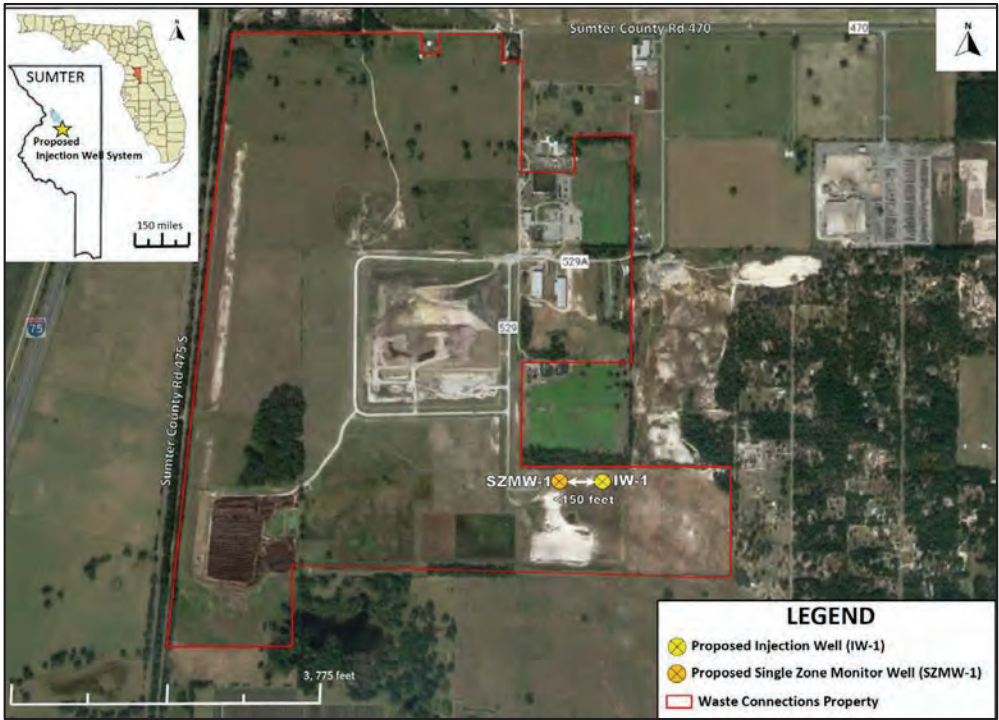 Sumter County Rd 470
470
N
N
SUMTER
Proposed
Injection Well System
150 miles
75
Sumter County Rd 475 S
529A
529
SZMW-1
IW-1
<150 feet
3, 775 feet
LEGEND
Proposed Injection Well (IW-1)
Proposed Single Zone Monitor Well (SZMW-1)
Waste Connections Property